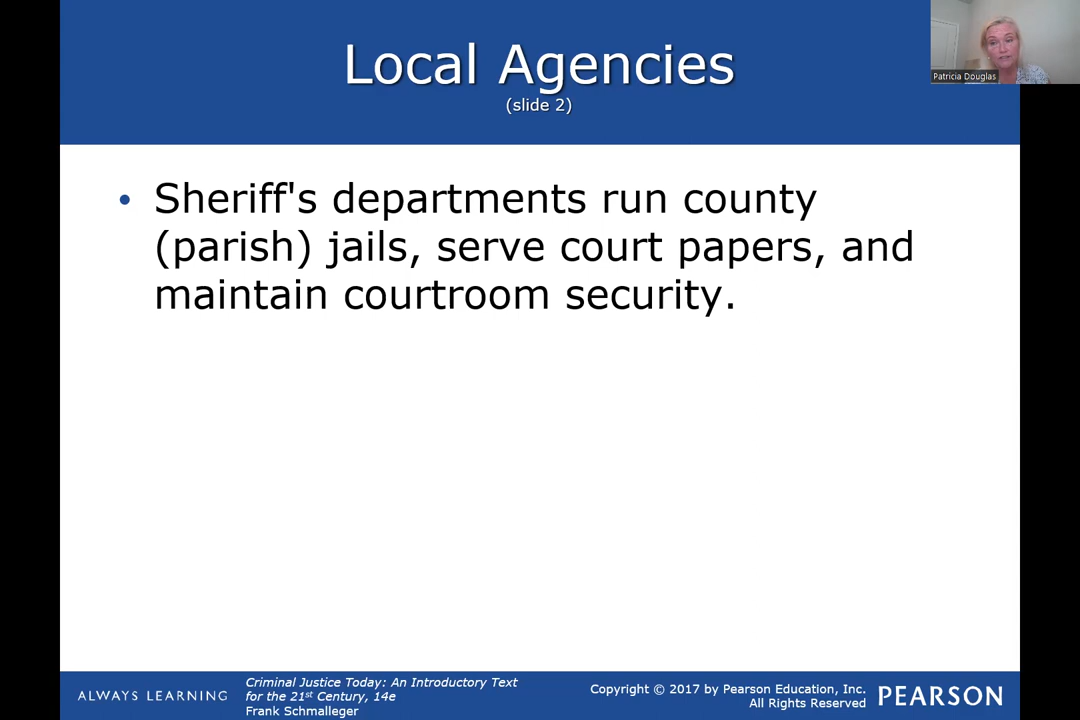 Local Agencies
(slide 2)
Patricia Douglas
• Sheriff's departments run county
(parish) jails, serve court papers, and
maintain courtroom security.
ALWAYS LEARNING
Criminal Justice Today: An Introductory Text
for the 21st Century, 14e
Frank Schmalleger
Copyright © 2017 by Pearson Education, Inc.
All Rights Reserved
PEARSON